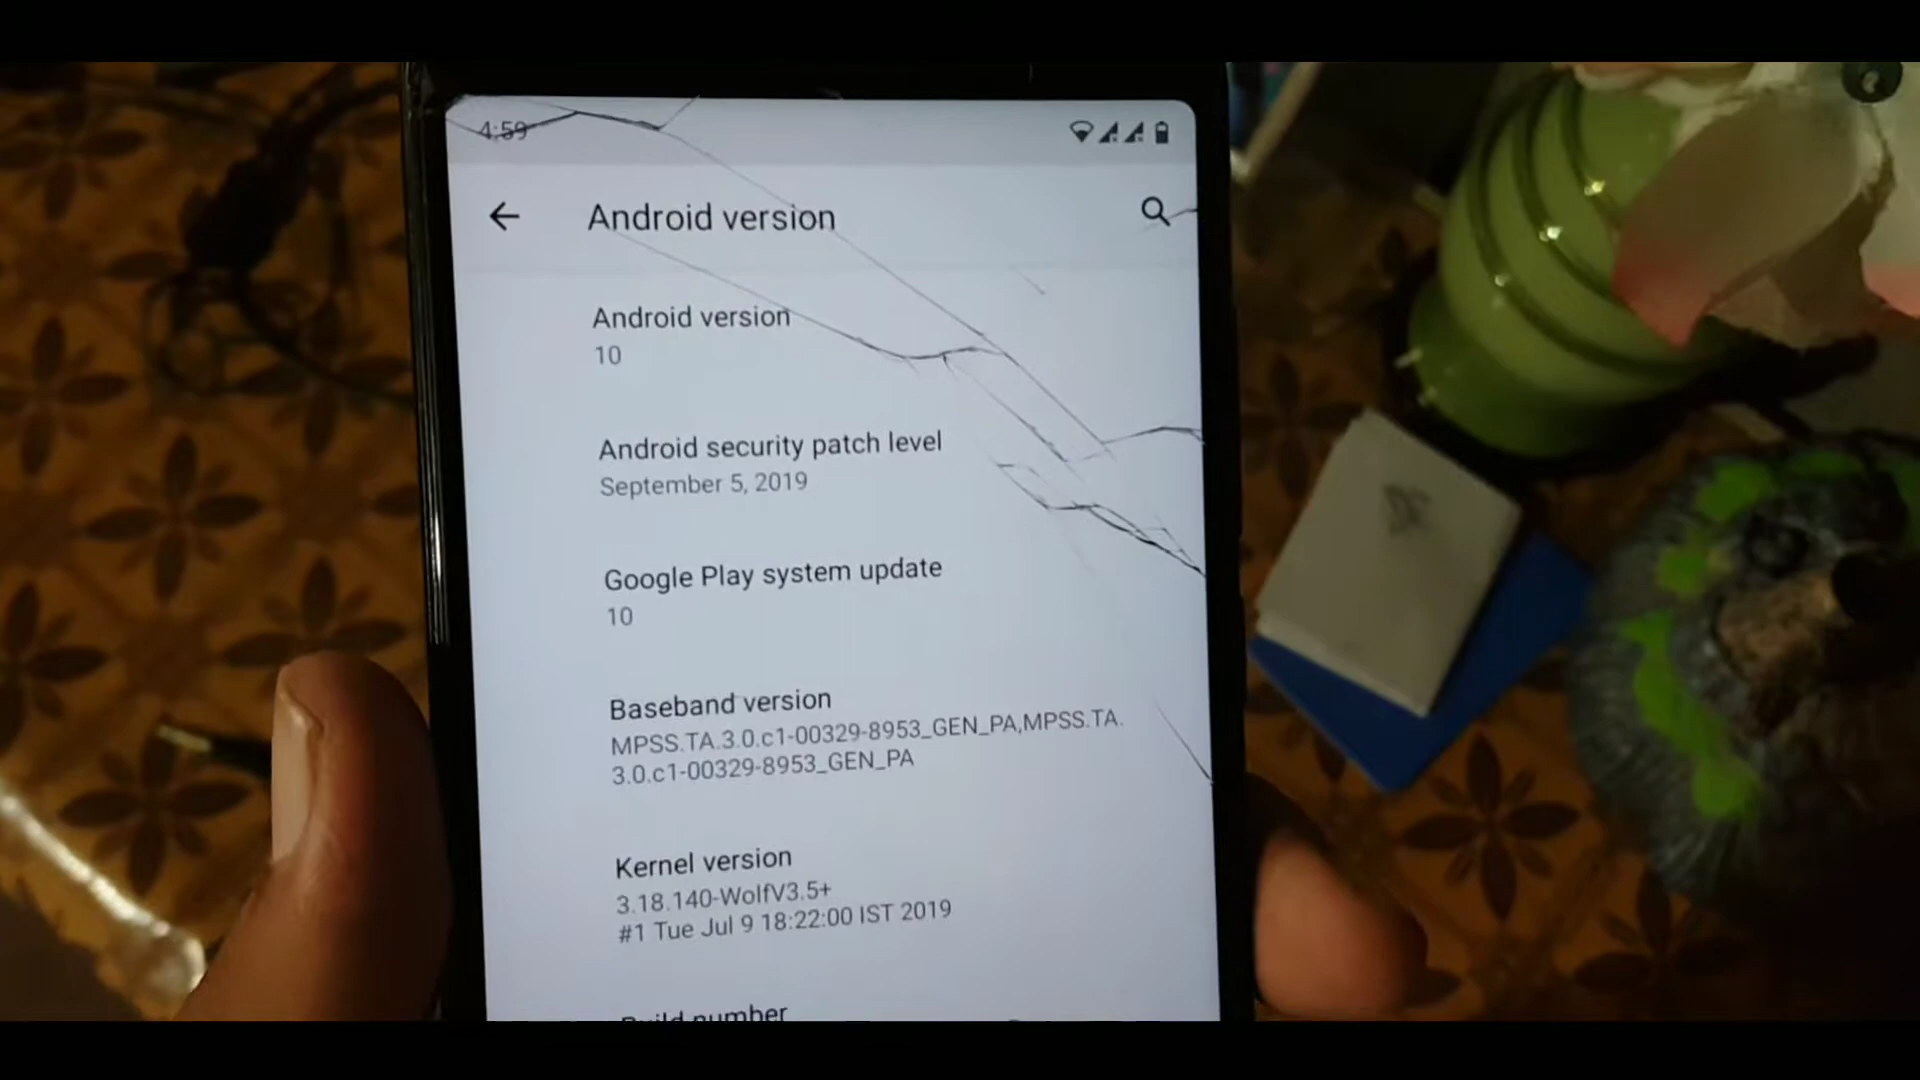 4:59
Android version
Android version
10
Android security patch level
September 5, 2019
Google Play system update
10
Baseband version
MPSS.TA.3.0.c1-00329-8953_GEN_PA,MPSS.TA.
3.0.c1-00329-8953_GEN_PA
Kernel version
3.18.140-WolfV3.5+
#1 Tue Jul 9 18:22:00 IST 2019
Build number